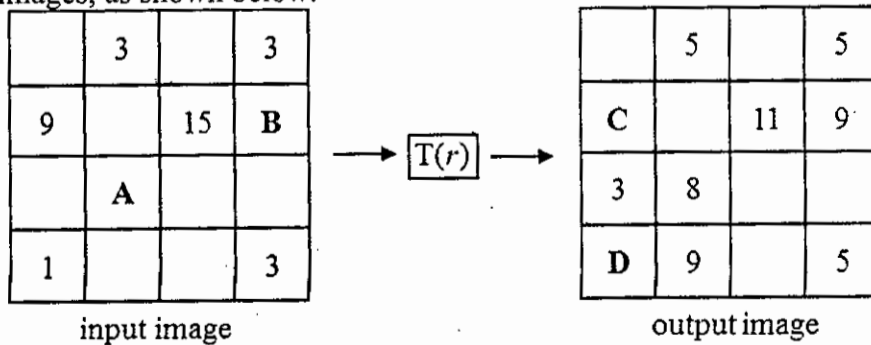 images, as shown below.
3 3
9 15 B
A
1 3
input image
T(r)
5 5
C 11 9
3 8
D 9 5
output image